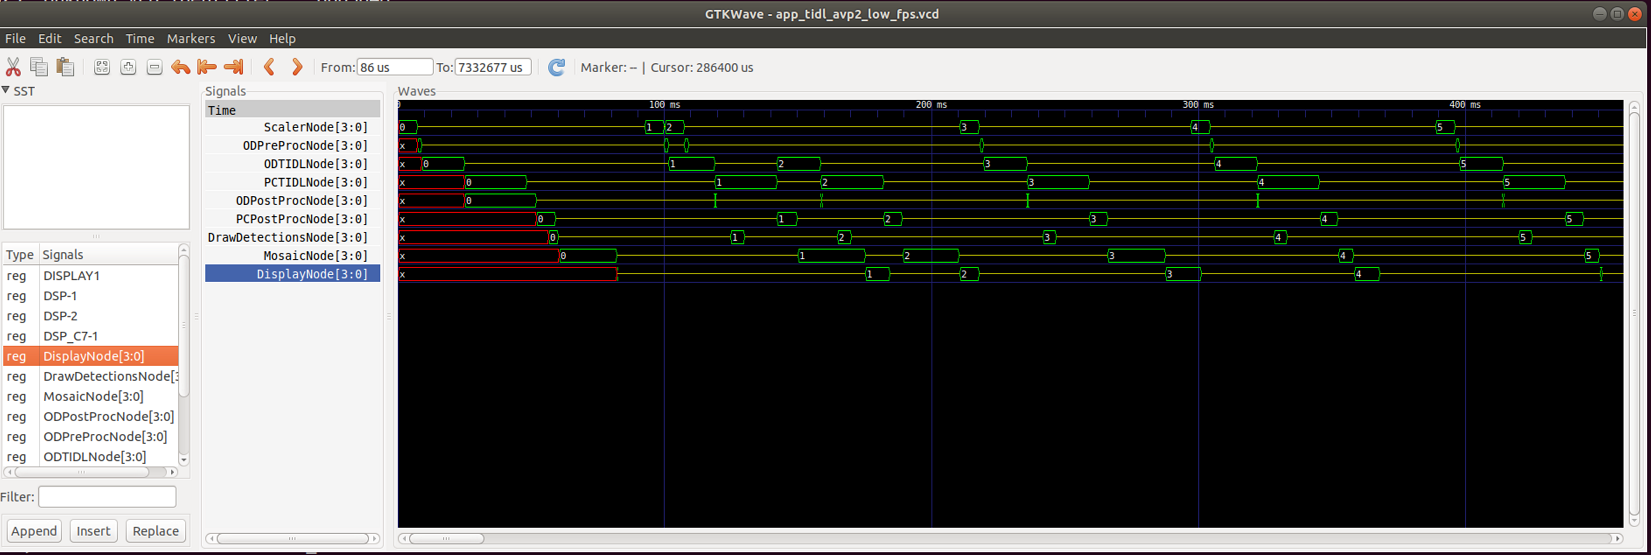 GTKWave - app_tidl_avp2_low_fps.vcd
File Edit Search Time Markers View Help
From: 86 us To: 7332677 us Marker: -- | Cursor: 286400 us
SST
Signals
Waves
Time
0 100 ms 200 ms 300 ms 400 ms
ScalerNode[3:0] 0 1 2 3 4 5
ODPreProcNode[3:0] x
ODTIDLNode[3:0] x 0 1 2 3 4 5
PCTIDLNode[3:0] x 0 1 2 3 4 5
ODPostProcNode[3:0] x 0
PCPostProcNode[3:0] x 0 1 2 3 4 5
DrawDetectionsNode[3:0] x 0 1 2 3 4 5
MosaicNode[3:0] x 0 1 2 3 4 5
DisplayNode[3:0] x 1 2 3 4
Type Signals
reg DISPLAY1
reg DSP-1
reg DSP-2
reg DSP_C7-1
reg DisplayNode[3:0]
reg DrawDetectionsNode[3
reg MosaicNode[3:0]
reg ODPostProcNode[3:0]
reg ODPreProcNode[3:0]
reg ODTIDLNode[3:0]
Filter:
Append Insert Replace